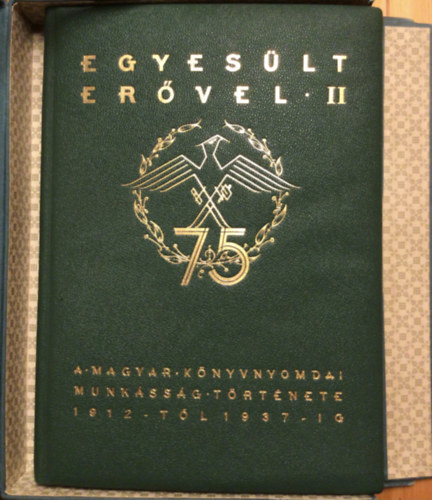 EGYESÜLT
ERŐVEL · II
75
A · MAGYAR · KÖNYVNYOMDAI
MUNKÁSSÁG · TÖRTÉNETE
1912 - TŐL 1937 - IG